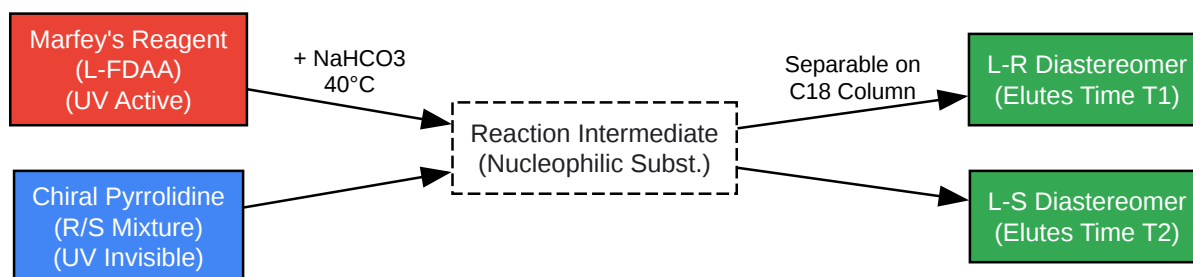 Marfey's Reagent
(L-FDAA)
(UV Active)
+ NaHCO3
40°C
Chiral Pyrrolidine
(R/S Mixture)
(UV Invisible)
Reaction Intermediate
(Nucleophilic Subst.)
Separable on
C18 Column
L-R Diastereomer
(Elutes Time T1)
L-S Diastereomer
(Elutes Time T2)